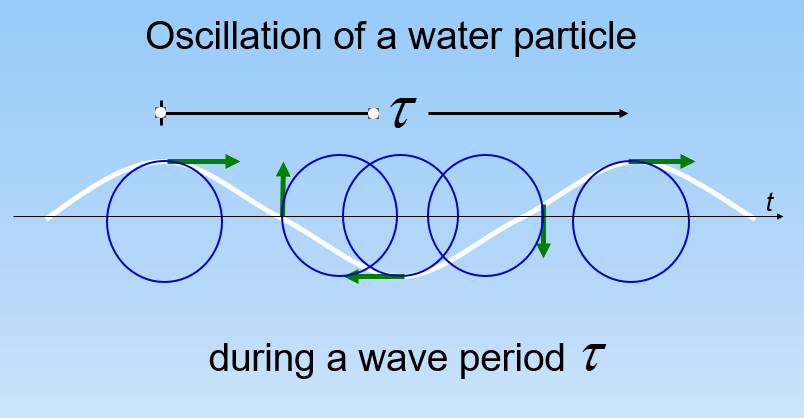 Oscillation of a water particle
τ
t
during a wave period τ